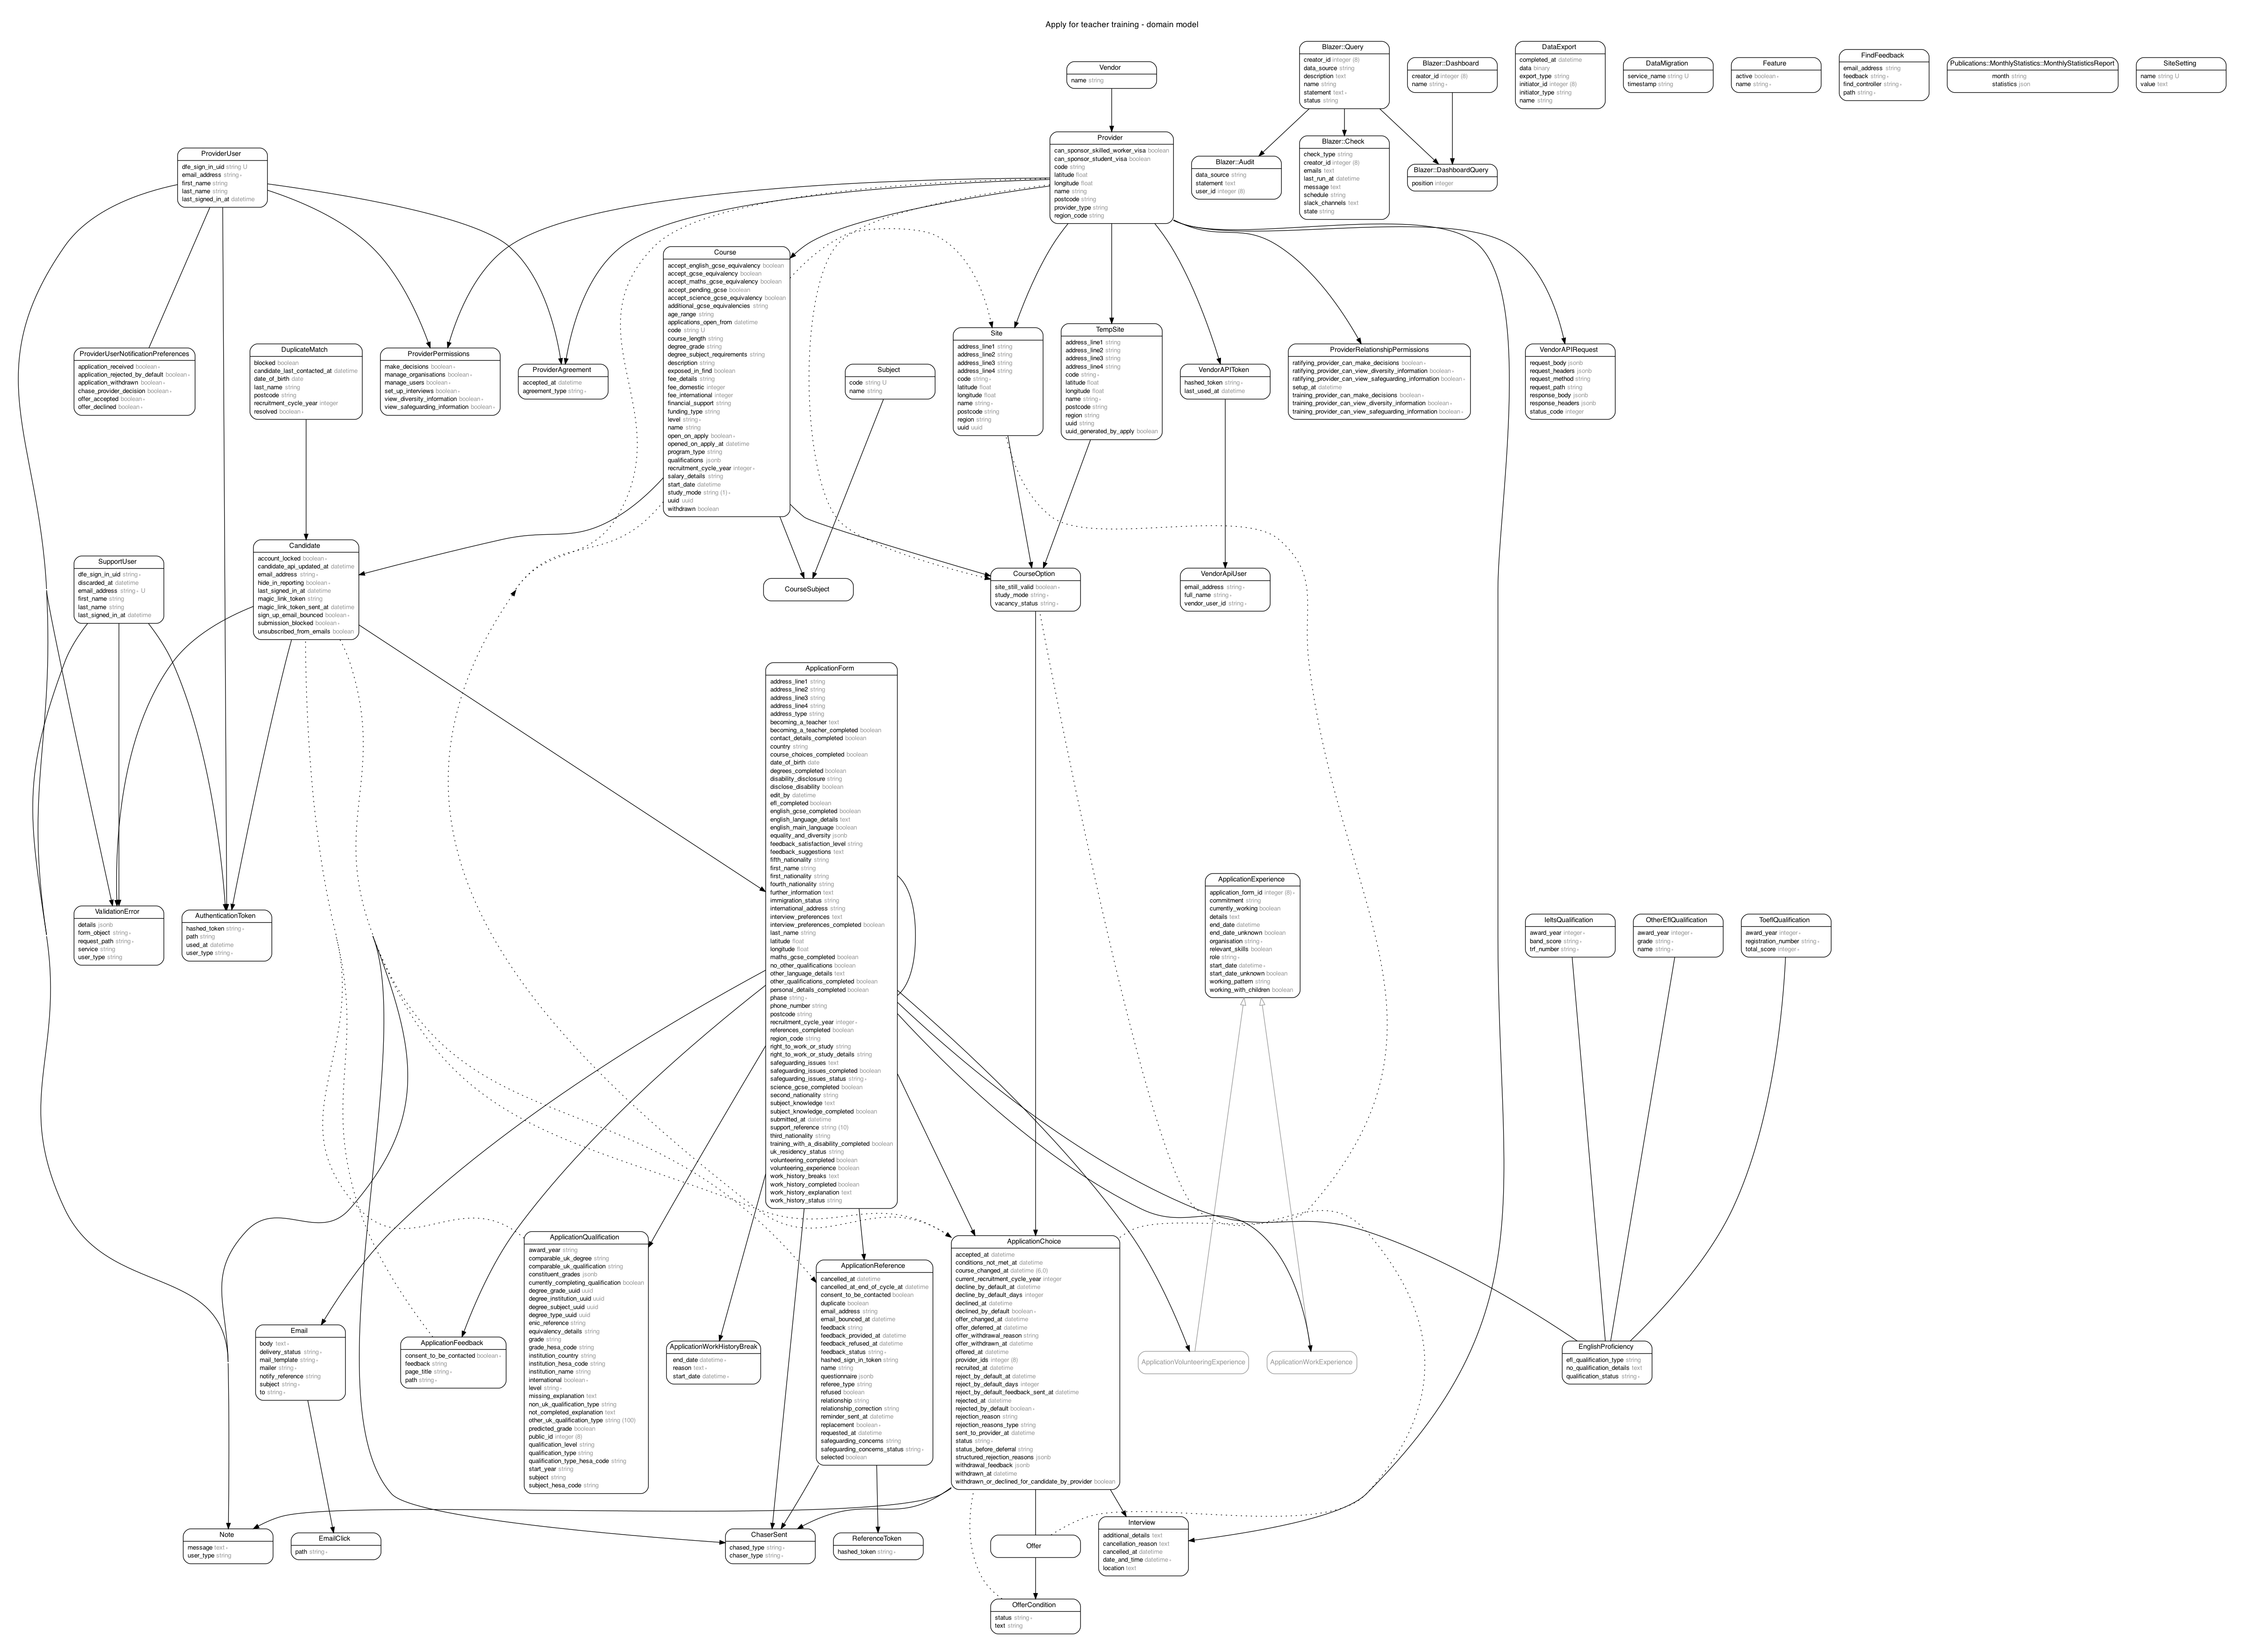 Apply for teacher training - domain model
Vendor
name string
Blazer::Query
creator_id integer (8)
data_source string
description text
name string
statement text ∗
status string
Blazer::Dashboard
creator_id integer (8)
name string ∗
DataExport
completed_at datetime
data binary
export_type string
initiator_id integer (8)
initiator_type string
name string
DataMigration
service_name string U
timestamp string
Feature
active boolean ∗
name string ∗
FindFeedback
email_address string
feedback string ∗
find_controller string ∗
path string ∗
Publications::MonthlyStatistics::MonthlyStatisticsReport
month string
statistics json
SiteSetting
name string U
value text
Provider
can_sponsor_skilled_worker_visa boolean
can_sponsor_student_visa boolean
code string
latitude float
longitude float
name string
postcode string
provider_type string
region_code string
Blazer::Audit
data_source string
statement text
user_id integer (8)
Blazer::Check
check_type string
creator_id integer (8)
emails text
last_run_at datetime
message text
schedule string
slack_channels text
state string
Blazer::DashboardQuery
position integer
ProviderUser
dfe_sign_in_uid string U
email_address string ∗
first_name string
last_name string
last_signed_in_at datetime
Course
accept_english_gcse_equivalency boolean
accept_gcse_equivalency boolean
accept_maths_gcse_equivalency boolean
accept_pending_gcse boolean
accept_science_gcse_equivalency boolean
additional_gcse_equivalencies string
age_range string
applications_open_from datetime
code string U
course_length string
degree_grade string
degree_subject_requirements string
description string
exposed_in_find boolean
fee_details string
fee_domestic integer
fee_international integer
financial_support string
funding_type string
level string ∗
name string
open_on_apply boolean ∗
opened_on_apply_at datetime
program_type string
qualifications jsonb
recruitment_cycle_year integer ∗
salary_details string
start_date datetime
study_mode string (1) ∗
uuid uuid
withdrawn boolean
ProviderUserNotificationPreferences
application_received boolean ∗
application_rejected_by_default boolean ∗
application_withdrawn boolean ∗
chase_provider_decision boolean ∗
offer_accepted boolean ∗
offer_declined boolean ∗
DuplicateMatch
blocked boolean
candidate_last_contacted_at datetime
date_of_birth date
last_name string
postcode string
recruitment_cycle_year integer
resolved boolean ∗
ProviderPermissions
make_decisions boolean ∗
manage_organisations boolean ∗
manage_users boolean ∗
set_up_interviews boolean ∗
view_diversity_information boolean ∗
view_safeguarding_information boolean ∗
ProviderAgreement
accepted_at datetime
agreement_type string ∗
Subject
code string U
name string
Site
address_line1 string
address_line2 string
address_line3 string
address_line4 string
code string ∗
latitude float
longitude float
name string ∗
postcode string
region string
uuid uuid
TempSite
address_line1 string
address_line2 string
address_line3 string
address_line4 string
code string ∗
latitude float
longitude float
name string ∗
postcode string
region string
uuid string
uuid_generated_by_apply boolean
VendorAPIToken
hashed_token string ∗
last_used_at datetime
ProviderRelationshipPermissions
ratifying_provider_can_make_decisions boolean ∗
ratifying_provider_can_view_diversity_information boolean ∗
ratifying_provider_can_view_safeguarding_information boolean ∗
setup_at datetime
training_provider_can_make_decisions boolean ∗
training_provider_can_view_diversity_information boolean ∗
training_provider_can_view_safeguarding_information boolean ∗
VendorAPIRequest
request_body jsonb
request_headers jsonb
request_method string
request_path string
response_body jsonb
response_headers jsonb
status_code integer
SupportUser
dfe_sign_in_uid string ∗
discarded_at datetime
email_address string ∗ U
first_name string
last_name string
last_signed_in_at datetime
Candidate
account_locked boolean ∗
candidate_api_updated_at datetime
email_address string ∗
hide_in_reporting boolean ∗
last_signed_in_at datetime
magic_link_token string
magic_link_token_sent_at datetime
sign_up_email_bounced boolean ∗
submission_blocked boolean ∗
unsubscribed_from_emails boolean
CourseSubject
CourseOption
site_still_valid boolean ∗
study_mode string ∗
vacancy_status string ∗
VendorApiUser
email_address string ∗
full_name string ∗
vendor_user_id string ∗
ApplicationForm
address_line1 string
address_line2 string
address_line3 string
address_line4 string
address_type string
becoming_a_teacher text
becoming_a_teacher_completed boolean
contact_details_completed boolean
country string
course_choices_completed boolean
date_of_birth date
degrees_completed boolean
disability_disclosure string
disclose_disability boolean
edit_by datetime
efl_completed boolean
english_gcse_completed boolean
english_language_details text
english_main_language boolean
equality_and_diversity jsonb
feedback_satisfaction_level string
feedback_suggestions text
fifth_nationality string
first_name string
first_nationality string
fourth_nationality string
further_information text
immigration_status string
international_address string
interview_preferences text
interview_preferences_completed boolean
last_name string
latitude float
longitude float
maths_gcse_completed boolean
no_other_qualifications boolean
other_language_details text
other_qualifications_completed boolean
personal_details_completed boolean
phase string ∗
phone_number string
postcode string
recruitment_cycle_year integer ∗
references_completed boolean
region_code string
right_to_work_or_study string
right_to_work_or_study_details string
safeguarding_issues text
safeguarding_issues_completed boolean
safeguarding_issues_status string ∗
science_gcse_completed boolean
second_nationality string
subject_knowledge text
subject_knowledge_completed boolean
submitted_at datetime
support_reference string (10)
third_nationality string
training_with_a_disability_completed boolean
uk_residency_status string
volunteering_completed boolean
volunteering_experience boolean
work_history_breaks text
work_history_completed boolean
work_history_explanation text
work_history_status string
ValidationError
details jsonb
form_object string ∗
request_path string ∗
service string
user_type string
AuthenticationToken
hashed_token string ∗
path string
used_at datetime
user_type string ∗
ApplicationExperience
application_form_id integer (8) ∗
commitment string
currently_working boolean
details text
end_date datetime
end_date_unknown boolean
organisation string ∗
relevant_skills boolean
role string ∗
start_date datetime ∗
start_date_unknown boolean
working_pattern string
working_with_children boolean
IeltsQualification
award_year integer ∗
band_score string ∗
trf_number string ∗
OtherEflQualification
award_year integer ∗
grade string ∗
name string ∗
ToeflQualification
award_year integer ∗
registration_number string ∗
total_score integer ∗
ApplicationQualification
award_year string
comparable_uk_degree string
comparable_uk_qualification string
constituent_grades jsonb
currently_completing_qualification boolean
degree_grade_uuid uuid
degree_institution_uuid uuid
degree_subject_uuid uuid
degree_type_uuid uuid
enic_reference string
equivalency_details string
grade string
grade_hesa_code string
institution_country string
institution_hesa_code string
institution_name string
international boolean ∗
level string ∗
missing_explanation text
non_uk_qualification_type string
not_completed_explanation text
other_uk_qualification_type string (100)
predicted_grade boolean
public_id integer (8)
qualification_level string
qualification_type string
qualification_type_hesa_code string
start_year string
subject string
subject_hesa_code string
ApplicationReference
cancelled_at datetime
cancelled_at_end_of_cycle_at datetime
consent_to_be_contacted boolean
duplicate boolean
email_address string
email_bounced_at datetime
feedback string
feedback_provided_at datetime
feedback_refused_at datetime
feedback_status string ∗
hashed_sign_in_token string
name string
questionnaire jsonb
referee_type string
refused boolean
relationship string
relationship_correction string
reminder_sent_at datetime
replacement boolean ∗
requested_at datetime
safeguarding_concerns string
safeguarding_concerns_status string ∗
selected boolean
ApplicationChoice
accepted_at datetime
conditions_not_met_at datetime
course_changed_at datetime (6,0)
current_recruitment_cycle_year integer
decline_by_default_at datetime
decline_by_default_days integer
declined_at datetime
declined_by_default boolean ∗
offer_changed_at datetime
offer_deferred_at datetime
offer_withdrawal_reason string
offer_withdrawn_at datetime
offered_at datetime
provider_ids integer (8)
recruited_at datetime
reject_by_default_at datetime
reject_by_default_days integer
reject_by_default_feedback_sent_at datetime
rejected_at datetime
rejected_by_default boolean ∗
rejection_reason string
rejection_reasons_type string
sent_to_provider_at datetime
status string ∗
status_before_deferral string
structured_rejection_reasons jsonb
withdrawal_feedback jsonb
withdrawn_at datetime
withdrawn_or_declined_for_candidate_by_provider boolean
Email
body text ∗
delivery_status string ∗
mail_template string ∗
mailer string ∗
notify_reference string
subject string ∗
to string ∗
ApplicationFeedback
consent_to_be_contacted boolean ∗
feedback string
page_title string ∗
path string ∗
ApplicationWorkHistoryBreak
end_date datetime ∗
reason text ∗
start_date datetime ∗
ApplicationVolunteeringExperience
ApplicationWorkExperience
EnglishProficiency
efl_qualification_type string
no_qualification_details text
qualification_status string ∗
Note
message text ∗
user_type string
EmailClick
path string ∗
ChaserSent
chased_type string ∗
chaser_type string ∗
ReferenceToken
hashed_token string ∗
Offer
Interview
additional_details text
cancellation_reason text
cancelled_at datetime
date_and_time datetime ∗
location text
OfferCondition
status string ∗
text string